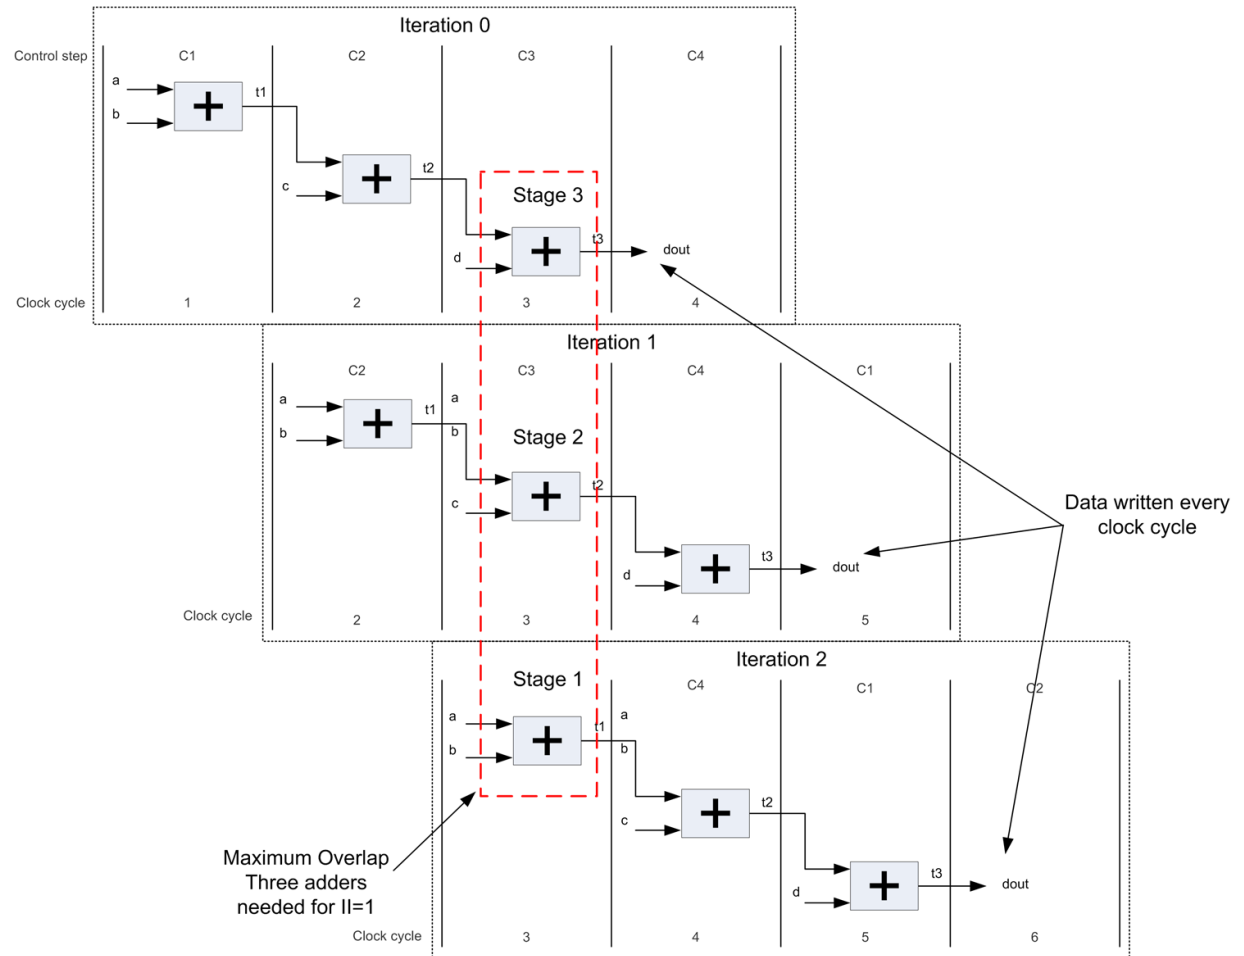 Iteration 0
Control step C1 C2 C3 C4
a
t1
b
t2
c
Stage 3
t3
dout
d
Clock cycle 1 2 3 4
Iteration 1
C2 C3 C4 C1
a
a
t1
b
b
Stage 2
t2
c
Data written every
clock cycle
t3
dout
d
Clock cycle 2 3 4 5
Iteration 2
Stage 1
C4 C1 C2
a
a
t1
b
b
t2
c
Maximum Overlap
Three adders
needed for II=1
t3
dout
d
Clock cycle 3 4 5 6